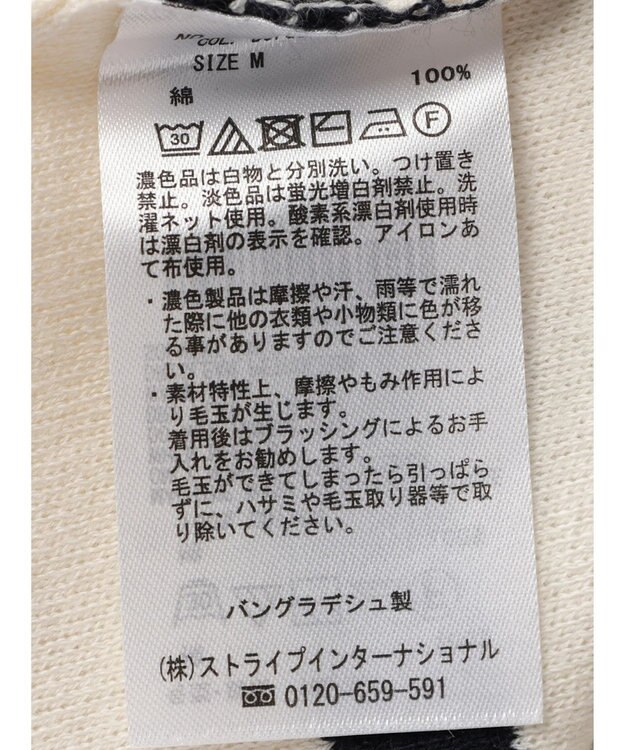 SIZE M
綿 100%
30 F
濃色品は白物と分別洗い。つけ置き
禁止。淡色品は蛍光増白剤禁止。洗
濯ネット使用。酸素系漂白剤使用時
は漂白剤の表示を確認。アイロンあ
て布使用。
・濃色製品は摩擦や汗、雨等で濡れ
た際に他の衣類や小物類に色が移
る事がありますのでご注意くださ
い。
・素材特性上、摩擦やもみ作用によ
り毛玉が生じます。
着用後はブラッシングによるお手
入れをお勧めします。
毛玉ができてしまったら引っぱら
ずに、ハサミや毛玉取り器等で取
り除いてください。
バングラデシュ製
(株)ストライプインターナショナル
0120-659-591